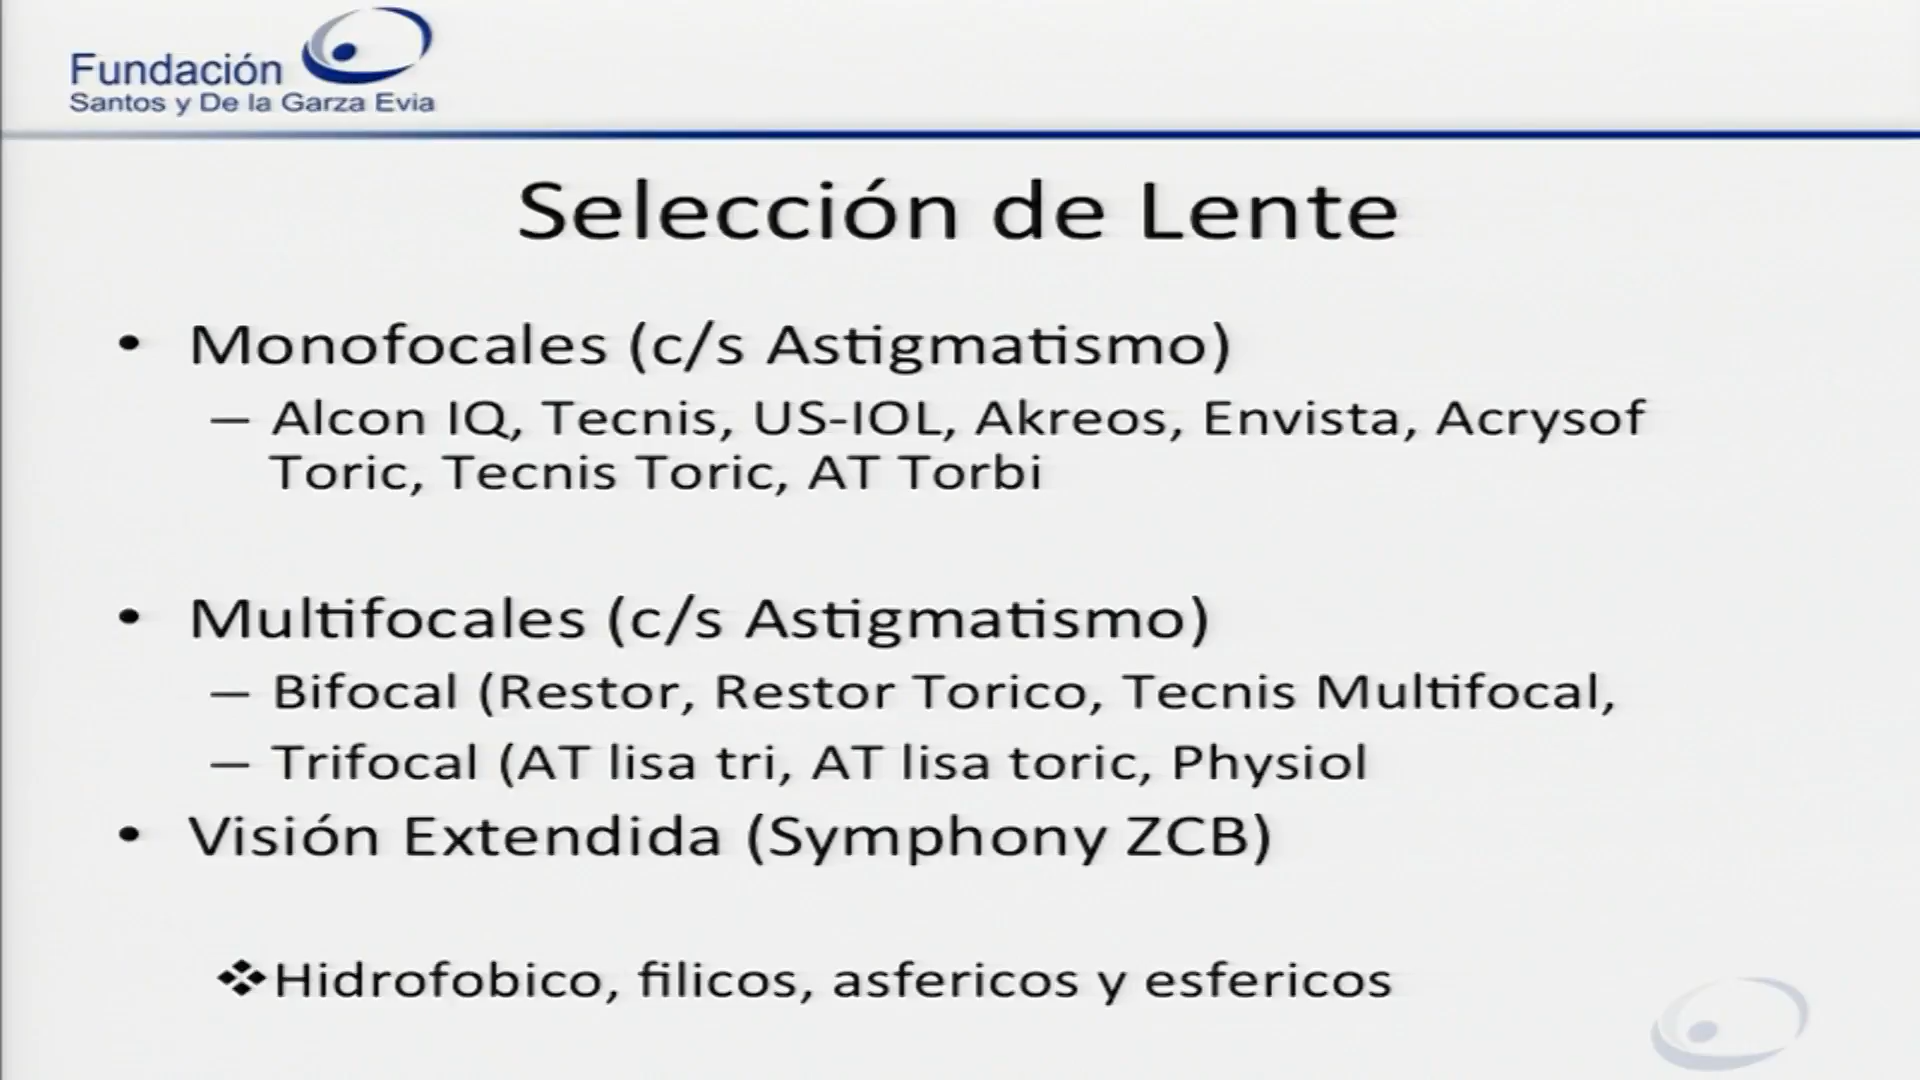 Fundación
Santos y De la Garza Evia
Selección de Lente
• Monofocales (c/s Astigmatismo)
– Alcon IQ, Tecnis, US-IOL, Akreos, Envista, Acrysof
Toric, Tecnis Toric, AT Torbi
• Multifocales (c/s Astigmatismo)
– Bifocal (Restor, Restor Torico, Tecnis Multifocal,
– Trifocal (AT lisa tri, AT lisa toric, Physiol
• Visión Extendida (Symphony ZCB)
❖Hidrofobico, filicos, asfericos y esfericos